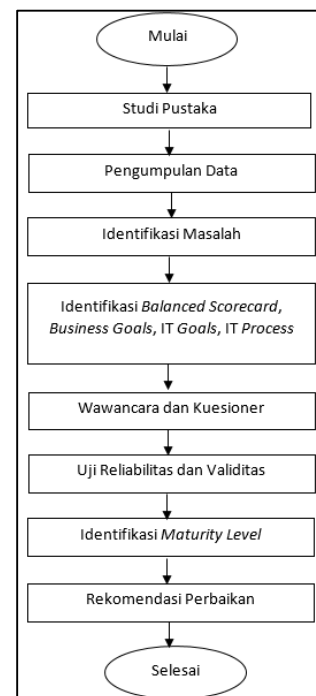 Mulai
Studi Pustaka
Pengumpulan Data
Identifikasi Masalah
Identifikasi Balanced Scorecard,
Business Goals, IT Goals, IT Process
Wawancara dan Kuesioner
Uji Reliabilitas dan Validitas
Identifikasi Maturity Level
Rekomendasi Perbaikan
Selesai